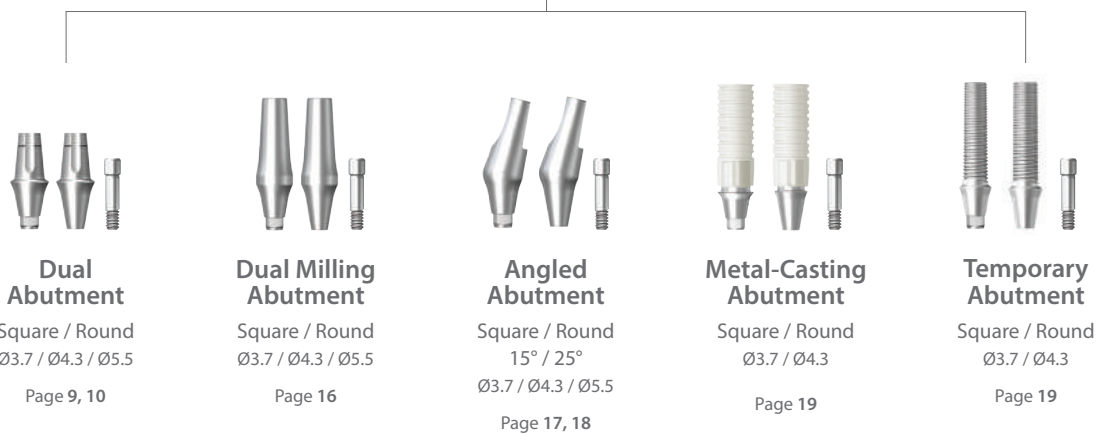 Dual
Abutment
Square / Round
Ø3.7 / Ø4.3 / Ø5.5
Page 9, 10
Dual Milling
Abutment
Square / Round
Ø3.7 / Ø4.3 / Ø5.5
Page 16
Angled
Abutment
Square / Round
15° / 25°
Ø3.7 / Ø4.3 / Ø5.5
Page 17, 18
Metal-Casting
Abutment
Square / Round
Ø3.7 / Ø4.3
Page 19
Temporary
Abutment
Square / Round
Ø3.7 / Ø4.3
Page 19